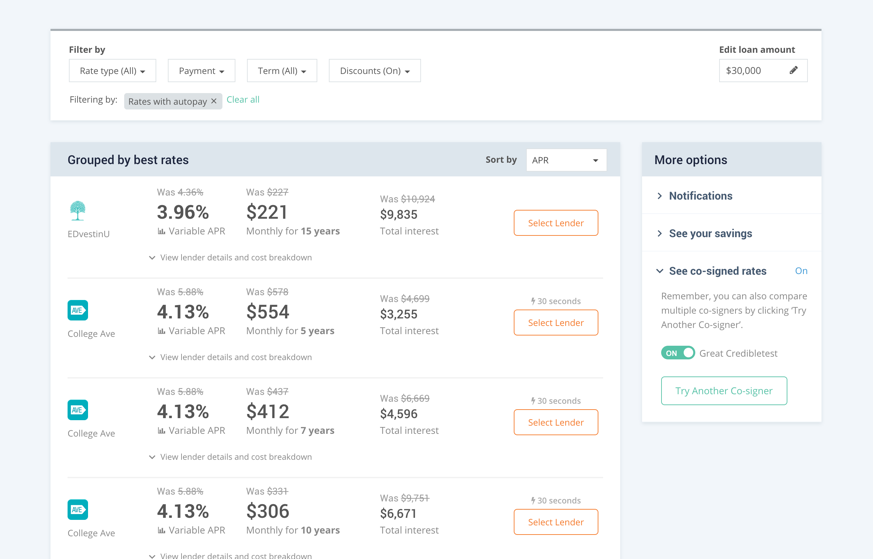 Filter by
Edit loan amount
Rate type (All)
Payment
Term (All)
Discounts (On)
$30,000
Filtering by:
Rates with autopay ×
Clear all
Grouped by best rates
Sort by
APR
Was 4.36%
Was $227
Was $10,924
3.96%
$221
$9,835
Select Lender
EDvestinU
Variable APR
Monthly for 15 years
Total interest
View lender details and cost breakdown
Was 5.88%
Was $578
Was $4,699
30 seconds
AVE
4.13%
$554
$3,255
Select Lender
College Ave
Variable APR
Monthly for 5 years
Total interest
View lender details and cost breakdown
Was 5.88%
Was $437
Was $6,669
30 seconds
AVE
4.13%
$412
$4,596
Select Lender
College Ave
Variable APR
Monthly for 7 years
Total interest
View lender details and cost breakdown
Was 5.88%
Was $331
Was $9,751
30 seconds
AVE
4.13%
$306
$6,671
Select Lender
College Ave
Variable APR
Monthly for 10 years
Total interest
View lender details and cost breakdown
More options
Notifications
See your savings
See co-signed rates
On
Remember, you can also compare
multiple co-signers by clicking 'Try
Another Co-signer'.
ON
Great Credibletest
Try Another Co-signer